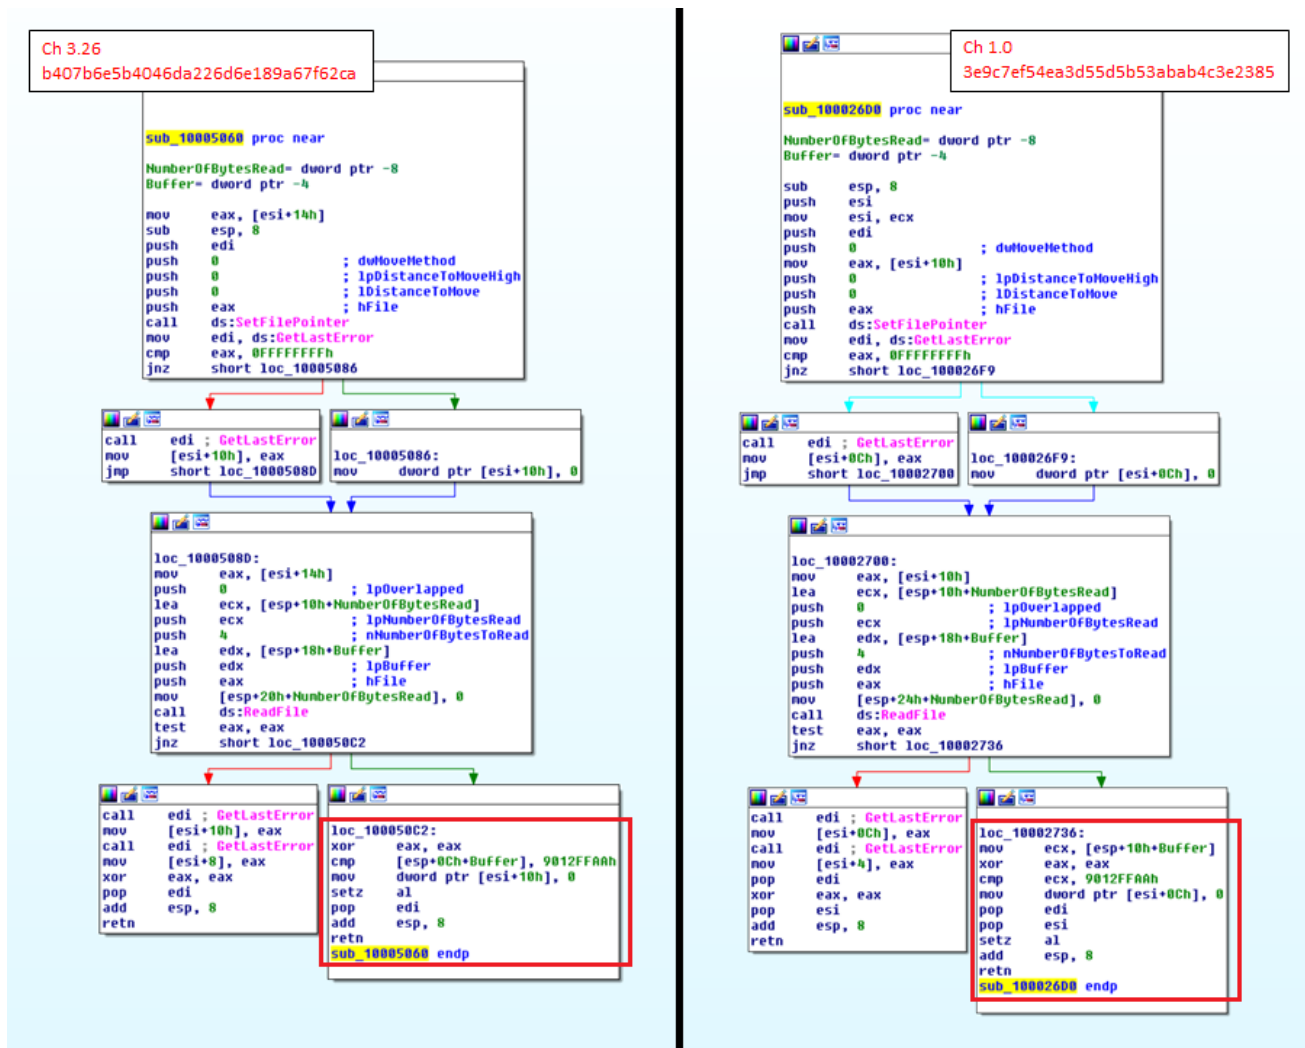 Ch 3.26
b407b6e5b4046da226d6e189a67f62ca
sub_10005060 proc near
NumberOfBytesRead= dword ptr -8
Buffer= dword ptr -4
mov eax, [esi+14h]
sub esp, 8
push edi
push 0 ; dwMoveMethod
push 0 ; lpDistanceToMoveHigh
push 0 ; lDistanceToMove
push eax ; hFile
call ds:SetFilePointer
mov edi, ds:GetLastError
cmp eax, 0FFFFFFFFh
jnz short loc_10005086
call edi ; GetLastError
mov [esi+10h], eax
jmp short loc_1000508D
loc_10005086:
mov dword ptr [esi+10h], 0
loc_1000508D:
mov eax, [esi+14h]
push 0 ; lpOverlapped
lea ecx, [esp+10h+NumberOfBytesRead]
push ecx ; lpNumberOfBytesRead
push 4 ; nNumberOfBytesToRead
lea edx, [esp+18h+Buffer]
push edx ; lpBuffer
push eax ; hFile
mov [esp+20h+NumberOfBytesRead], 0
call ds:ReadFile
test eax, eax
jnz short loc_100050C2
call edi ; GetLastError
mov [esi+10h], eax
call edi ; GetLastError
mov [esi+8], eax
xor eax, eax
pop edi
add esp, 8
retn
loc_100050C2:
xor eax, eax
cmp [esp+0Ch+Buffer], 9012FFAAh
mov dword ptr [esi+10h], 0
setz al
pop edi
add esp, 8
retn
sub_10005060 endp
Ch 1.0
3e9c7ef54ea3d55d5b53abab4c3e2385
sub_100026D0 proc near
NumberOfBytesRead= dword ptr -8
Buffer= dword ptr -4
sub esp, 8
push esi
mov esi, ecx
push edi
push 0 ; dwMoveMethod
mov eax, [esi+10h]
push 0 ; lpDistanceToMoveHigh
push 0 ; lDistanceToMove
push eax ; hFile
call ds:SetFilePointer
mov edi, ds:GetLastError
cmp eax, 0FFFFFFFFh
jnz short loc_100026F9
call edi ; GetLastError
mov [esi+0Ch], eax
jmp short loc_10002700
loc_100026F9:
mov dword ptr [esi+0Ch], 0
loc_10002700:
mov eax, [esi+10h]
lea ecx, [esp+10h+NumberOfBytesRead]
push 0 ; lpOverlapped
push ecx ; lpNumberOfBytesRead
lea edx, [esp+18h+Buffer]
push 4 ; nNumberOfBytesToRead
push edx ; lpBuffer
push eax ; hFile
mov [esp+24h+NumberOfBytesRead], 0
call ds:ReadFile
test eax, eax
jnz short loc_10002736
call edi ; GetLastError
mov [esi+0Ch], eax
call edi ; GetLastError
mov [esi+4], eax
pop edi
xor eax, eax
pop esi
add esp, 8
retn
loc_10002736:
mov ecx, [esp+10h+Buffer]
xor eax, eax
cmp ecx, 9012FFAAh
mov dword ptr [esi+0Ch], 0
pop edi
pop esi
setz al
add esp, 8
retn
sub_100026D0 endp